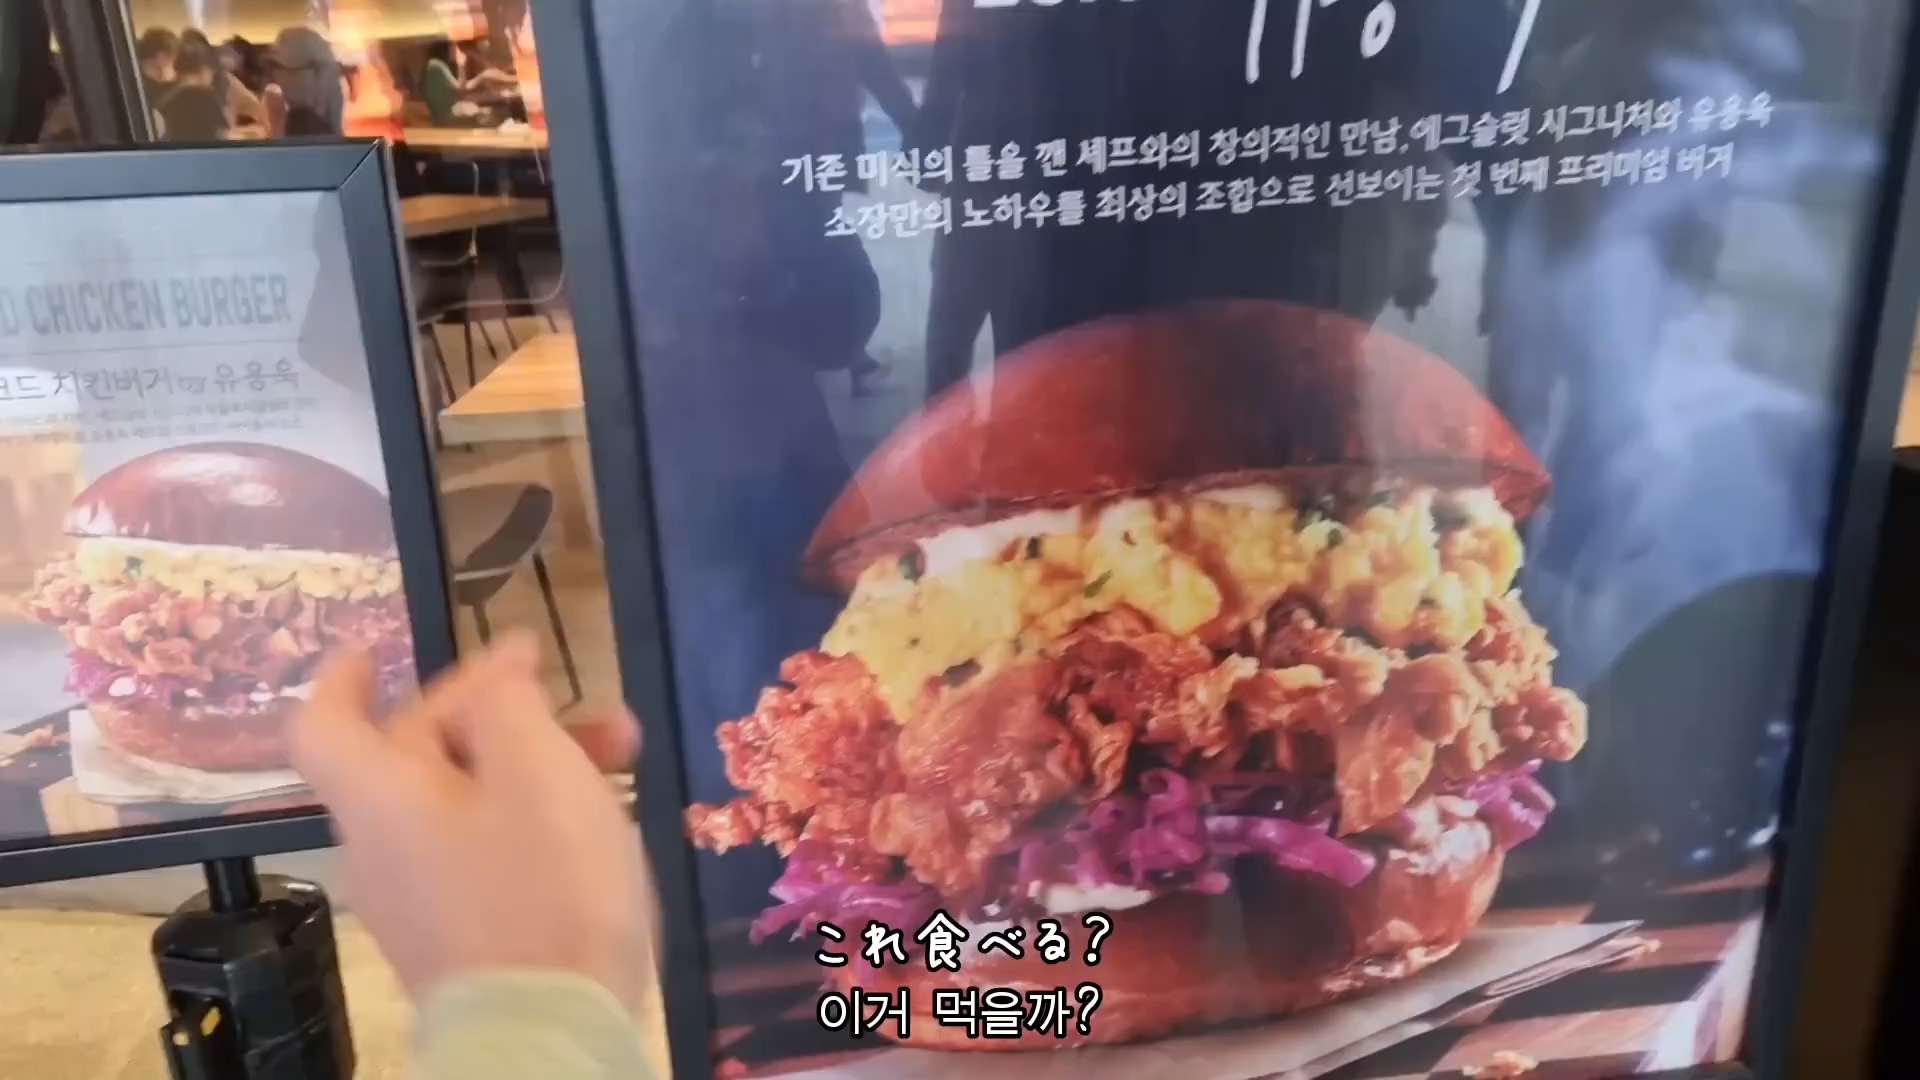 기존 미식의 틀을 깬 셰프와의 창의적인 만남,에그슬럿 시그니처와 유용욱
소장만의 노하우를 최상의 조합으로 선보이는 첫 번째 프리미엄 버거
CHICKEN BURGER
치킨버거 by 유용욱
これ食べる?
이거 먹을까?